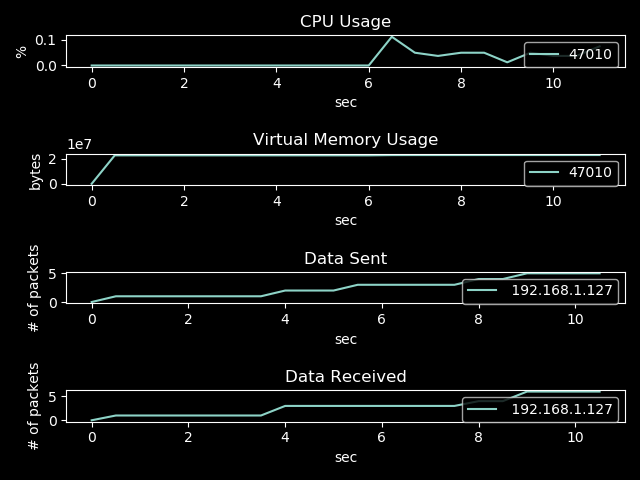 CPU Usage
%
0.1
0.0
47010
0 2 4 6 8 10
sec
Virtual Memory Usage
1e7
bytes
2
0
47010
0 2 4 6 8 10
sec
Data Sent
# of packets
5
0
192.168.1.127
0 2 4 6 8 10
sec
Data Received
# of packets
5
0
192.168.1.127
0 2 4 6 8 10
sec